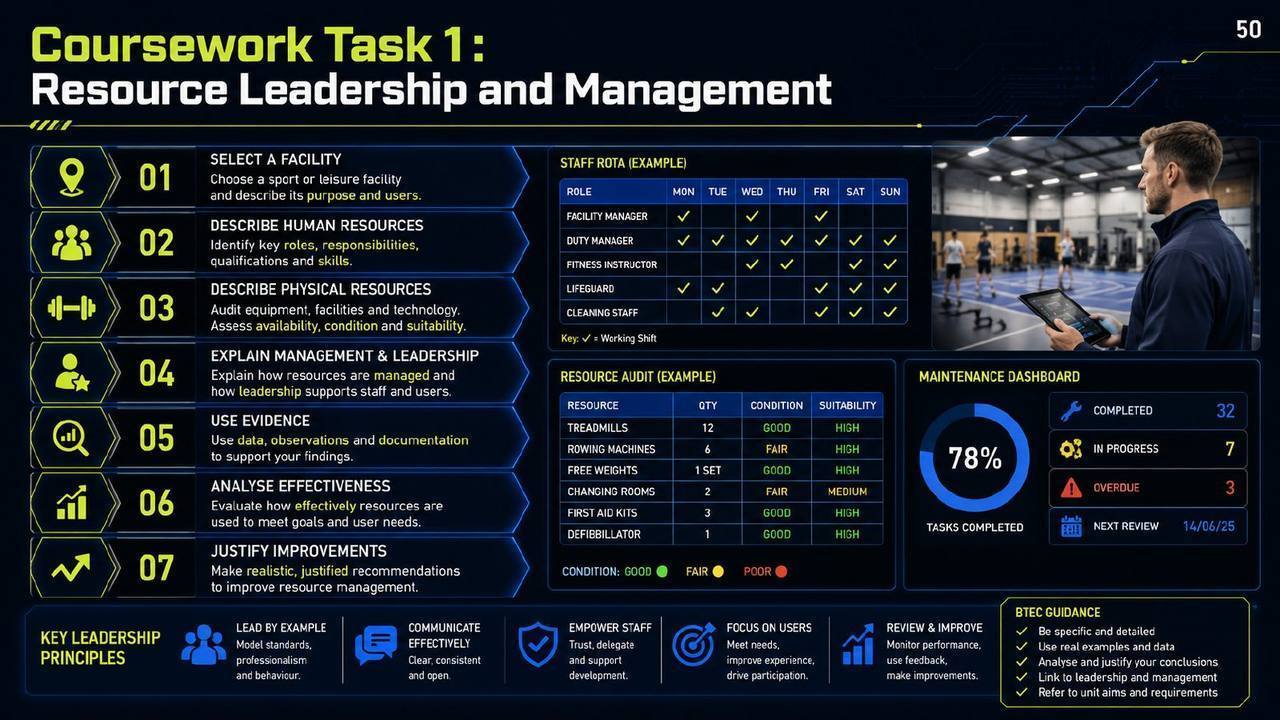 50
Coursework Task 1:
Resource Leadership and Management
01
SELECT A FACILITY
Choose a sport or leisure facility
and describe its purpose and users.
02
DESCRIBE HUMAN RESOURCES
Identify key roles, responsibilities,
qualifications and skills.
03
DESCRIBE PHYSICAL RESOURCES
Audit equipment, facilities and technology.
Assess availability, condition and suitability.
04
EXPLAIN MANAGEMENT & LEADERSHIP
Explain how resources are managed and
how leadership supports staff and users.
05
USE EVIDENCE
Use data, observations and documentation
to support your findings.
06
ANALYSE EFFECTIVENESS
Evaluate how effectively resources are
used to meet goals and user needs.
07
JUSTIFY IMPROVEMENTS
Make realistic, justified recommendations
to improve resource management.
STAFF ROTA (EXAMPLE)
ROLE MON TUE WED THU FRI SAT SUN
FACILITY MANAGER ✓ ✓ ✓
DUTY MANAGER ✓ ✓ ✓ ✓ ✓ ✓ ✓
FITNESS INSTRUCTOR ✓ ✓ ✓ ✓
LIFEGUARD ✓ ✓ ✓ ✓ ✓
CLEANING STAFF ✓ ✓ ✓ ✓ ✓
Key: ✓ = Working Shift
RESOURCE AUDIT (EXAMPLE)
RESOURCE QTY CONDITION SUITABILITY
TREADMILLS 12 GOOD HIGH
ROWING MACHINES 6 FAIR HIGH
FREE WEIGHTS 1 SET GOOD HIGH
CHANGING ROOMS 2 FAIR MEDIUM
FIRST AID KITS 3 GOOD HIGH
DEFIBBILLATOR 1 GOOD HIGH
CONDITION: GOOD FAIR POOR
MAINTENANCE DASHBOARD
78%
TASKS COMPLETED
COMPLETED 32
IN PROGRESS 7
OVERDUE 3
NEXT REVIEW 14/06/25
KEY LEADERSHIP
PRINCIPLES
LEAD BY EXAMPLE
Model standards,
professionalism
and behaviour.
COMMUNICATE
EFFECTIVELY
Clear, consistent
and open.
EMPOWER STAFF
Trust, delegate
and support
development.
FOCUS ON USERS
Meet needs,
improve experience,
drive participation.
REVIEW & IMPROVE
Monitor performance,
use feedback,
make improvements.
BTEC GUIDANCE
✓ Be specific and detailed
✓ Use real examples and data
✓ Analyse and justify your conclusions
✓ Link to leadership and management
✓ Refer to unit aims and requirements